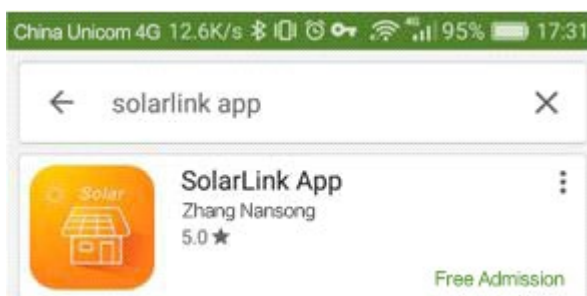 China Unicom 4G 12.6K/s 4G 95% 17:31
solarlink app
Solar
SolarLink App
Zhang Nansong
5.0★
Free Admission